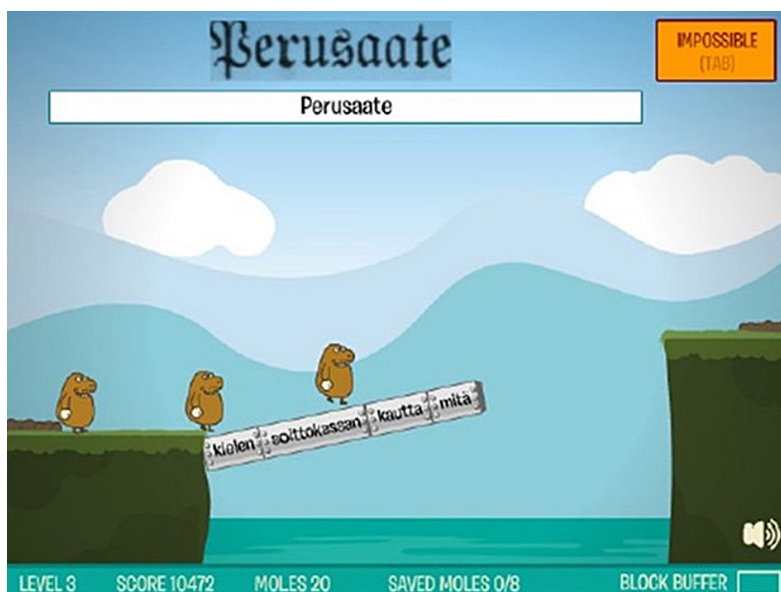 Perusaate
IMPOSSIBLE
(TAB)
Perusaate
kielen soittokassan kautta mitä
LEVEL 3 SCORE 10472 MOLES 20 SAVED MOLES 0/8 BLOCK BUFFER